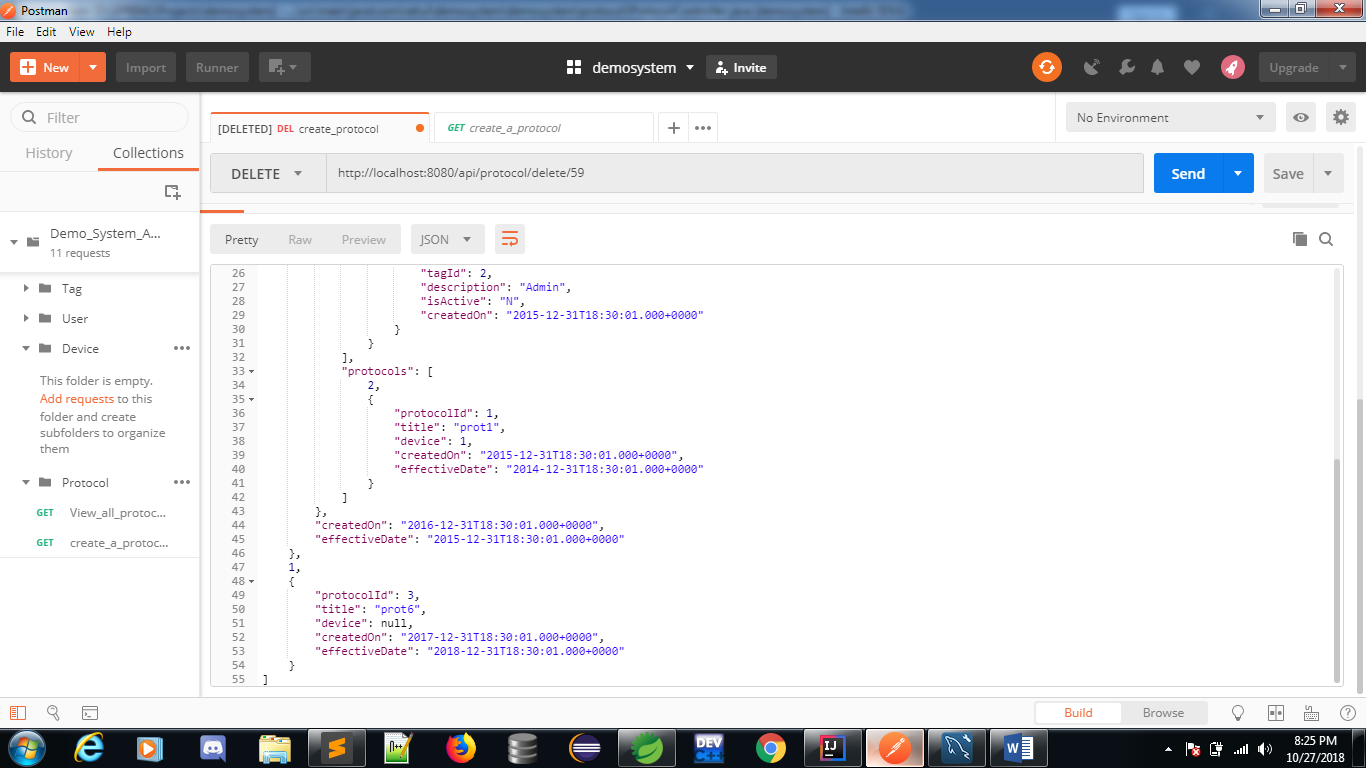 Postman
File Edit View Help
New Import Runner demosystem Invite Upgrade
Filter
History Collections
Demo_System_A...
11 requests
Tag
User
Device
This folder is empty.
Add requests to this
folder and create
subfolders to organize
them
Protocol
GET View_all_protoc...
GET create_a_protoc...
[DELETED] DEL create_protocol
GET create_a_protocol
No Environment
DELETE http://localhost:8080/api/protocol/delete/59 Send Save
Pretty Raw Preview JSON
26 "tagId": 2,
27 "description": "Admin",
28 "isActive": "N",
29 "createdOn": "2015-12-31T18:30:01.000+0000"
30 }
31 }
32 ],
33 "protocols": [
34 2,
35 {
36 "protocolId": 1,
37 "title": "prot1",
38 "device": 1,
39 "createdOn": "2015-12-31T18:30:01.000+0000",
40 "effectiveDate": "2014-12-31T18:30:01.000+0000"
41 }
42 ]
43 },
44 "createdOn": "2016-12-31T18:30:01.000+0000",
45 "effectiveDate": "2015-12-31T18:30:01.000+0000"
46 },
47 1,
48 {
49 "protocolId": 3,
50 "title": "prot6",
51 "device": null,
52 "createdOn": "2017-12-31T18:30:01.000+0000",
53 "effectiveDate": "2018-12-31T18:30:01.000+0000"
54 }
55 ]
Build Browse
DEV
C++
IJ
W
8:25 PM
10/27/2018